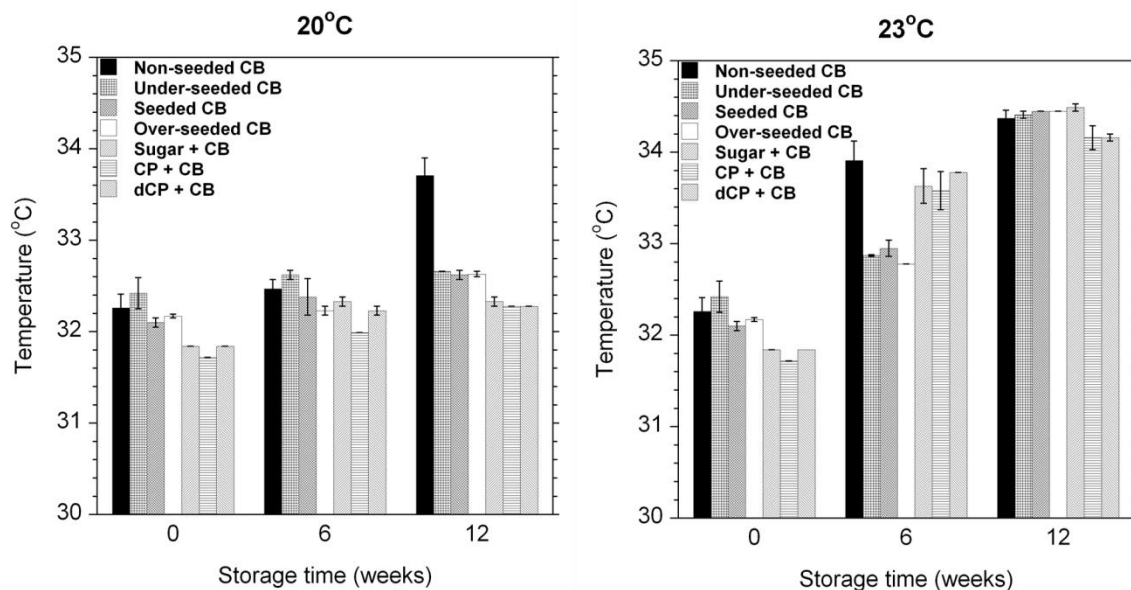 20°C
35
34
33
32
31
30
Temperature (°C)
Non-seeded CB
Under-seeded CB
Seeded CB
Over-seeded CB
Sugar + CB
CP + CB
dCP + CB
0
6
12
Storage time (weeks)
23°C
35
34
33
32
31
30
Temperature (°C)
Non-seeded CB
Under-seeded CB
Seeded CB
Over-seeded CB
Sugar + CB
CP + CB
dCP + CB
0
6
12
Storage time (weeks)